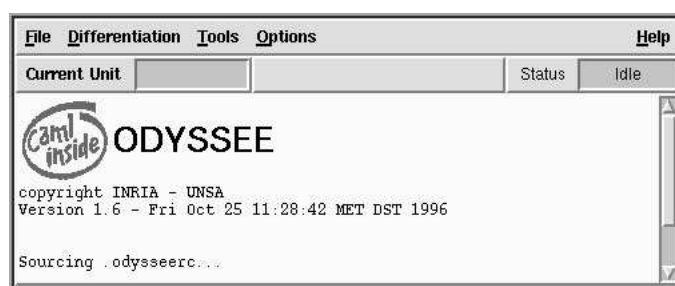 File Differentiation Tools Options Help
Current Unit Status Idle
Caml inside ODYSSEE
copyright INRIA - UNSA
Version 1.6 - Fri Oct 25 11:28:42 MET DST 1996
Sourcing .odysseerc...